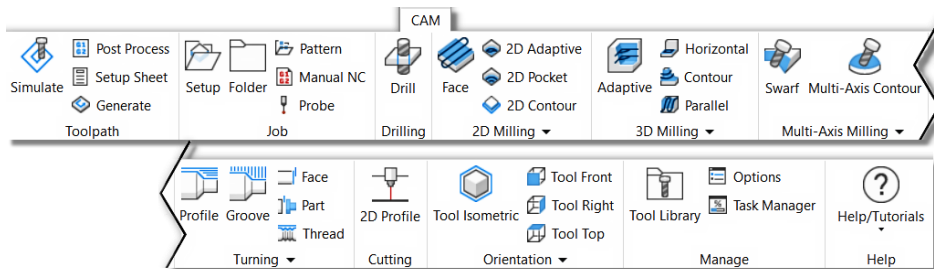 CAM
Simulate
Post Process
Setup Sheet
Generate
Toolpath
Setup
Folder
Pattern
Manual NC
Probe
Job
Drill
Drilling
Face
2D Adaptive
2D Pocket
2D Contour
2D Milling
Adaptive
Horizontal
Contour
Parallel
3D Milling
Swarf
Multi-Axis Contour
Multi-Axis Milling
Profile
Groove
Face
Part
Thread
Turning
2D Profile
Cutting
Tool Isometric
Tool Front
Tool Right
Tool Top
Orientation
Tool Library
Options
Task Manager
Manage
Help/Tutorials
Help